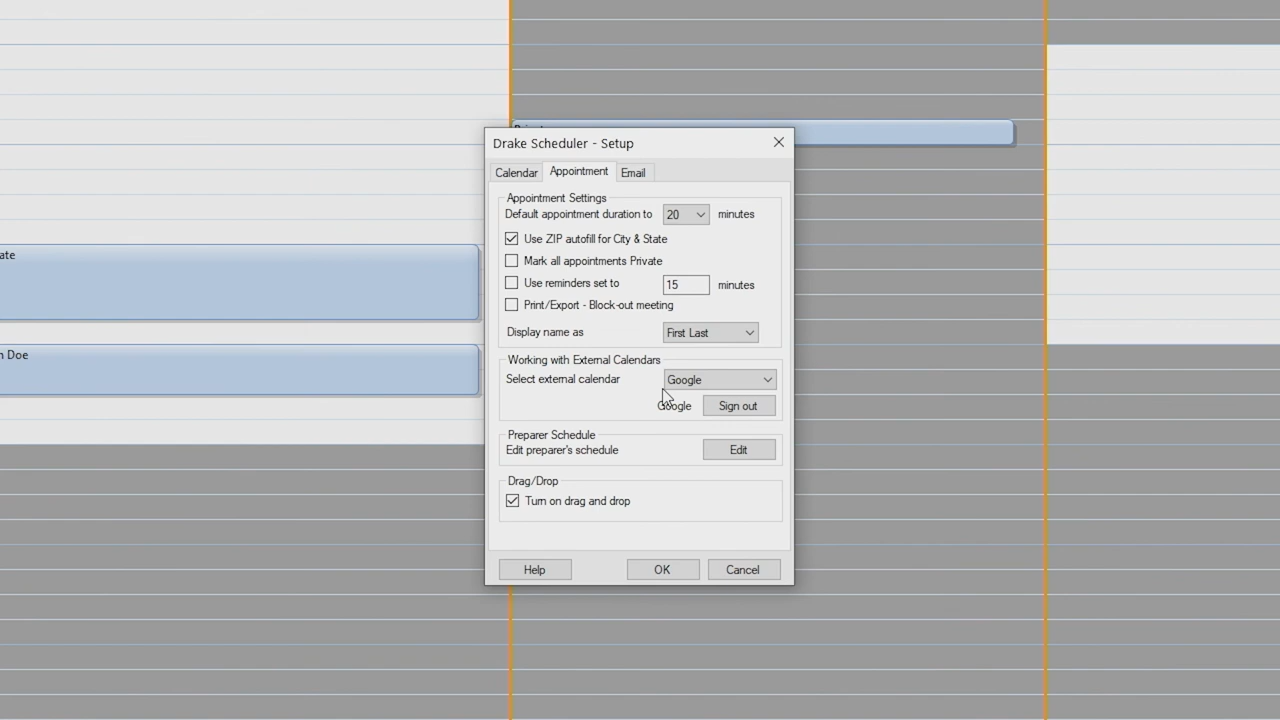 Drake Scheduler - Setup
Calendar Appointment Email
ate
n Doe
Appointment Settings
Default appointment duration to 20 minutes
Use ZIP autofill for City & State
Mark all appointments Private
Use reminders set to 15 minutes
Print/Export - Block-out meeting
Display name as First Last
Working with External Calendars
Select external calendar Google
Google Sign out
Preparer Schedule
Edit preparer's schedule Edit
Drag/Drop
Turn on drag and drop
Help OK Cancel